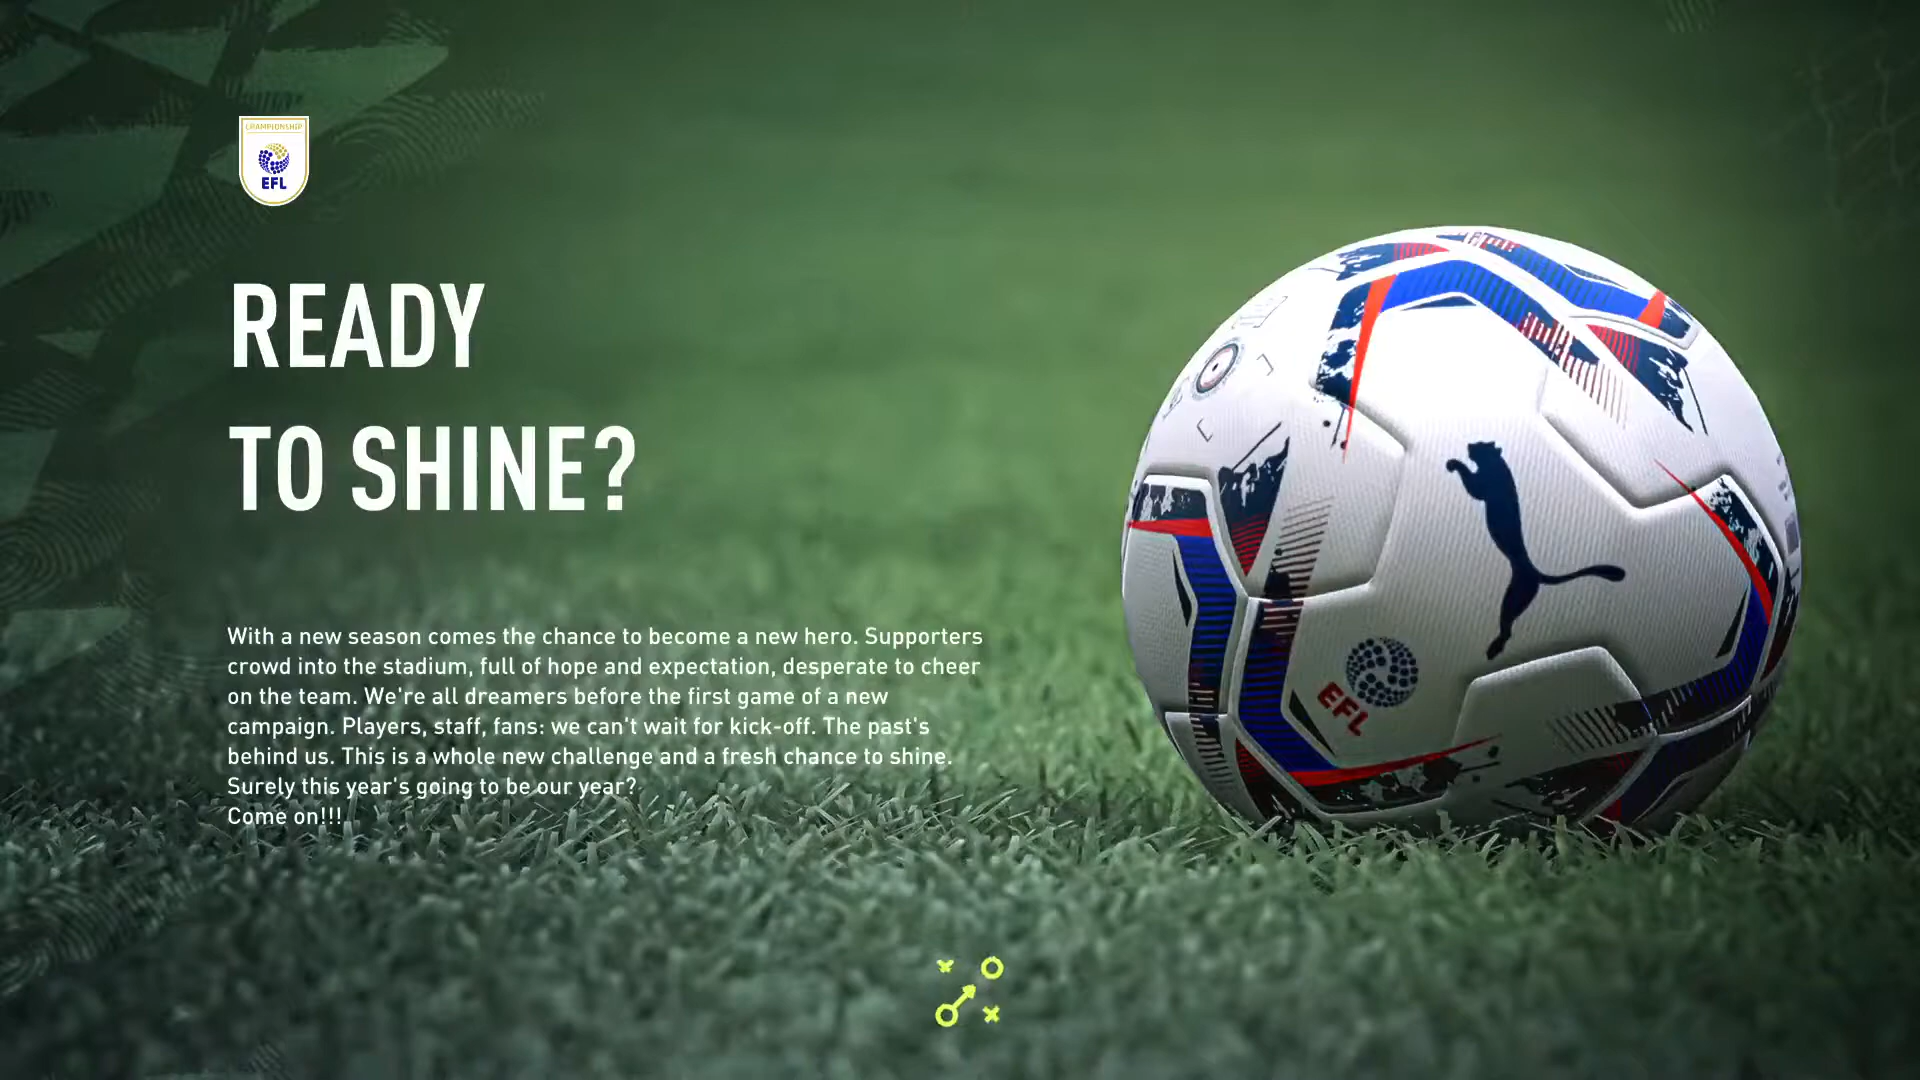 CHAMPIONSHIP
EFL
READY
TO SHINE?
With a new season comes the chance to become a new hero. Supporters
crowd into the stadium, full of hope and expectation, desperate to cheer
on the team. We're all dreamers before the first game of a new
campaign. Players, staff, fans: we can't wait for kick-off. The past's
behind us. This is a whole new challenge and a fresh chance to shine.
Surely this year's going to be our year?
Come on!!!
EFL